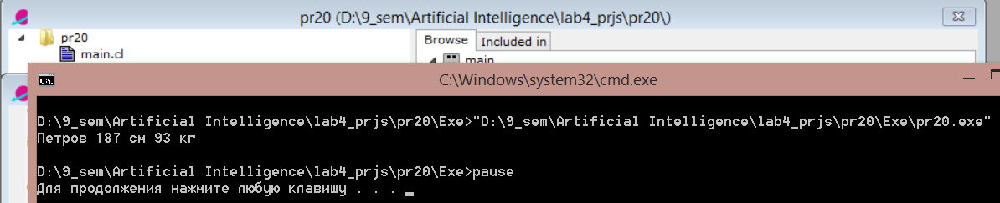 pr20 (D:\9_sem\Artificial Intelligence\lab4_prjs\pr20\)
pr20
main.cl
Browse
Included in
main
C:\Windows\system32\cmd.exe
D:\9_sem\Artificial Intelligence\lab4_prjs\pr20\Exe>"D:\9_sem\Artificial Intelligence\lab4_prjs\pr20\Exe\pr20.exe"
Петров 187 см 93 кг
D:\9_sem\Artificial Intelligence\lab4_prjs\pr20\Exe>pause
Для продолжения нажмите любую клавишу . . .